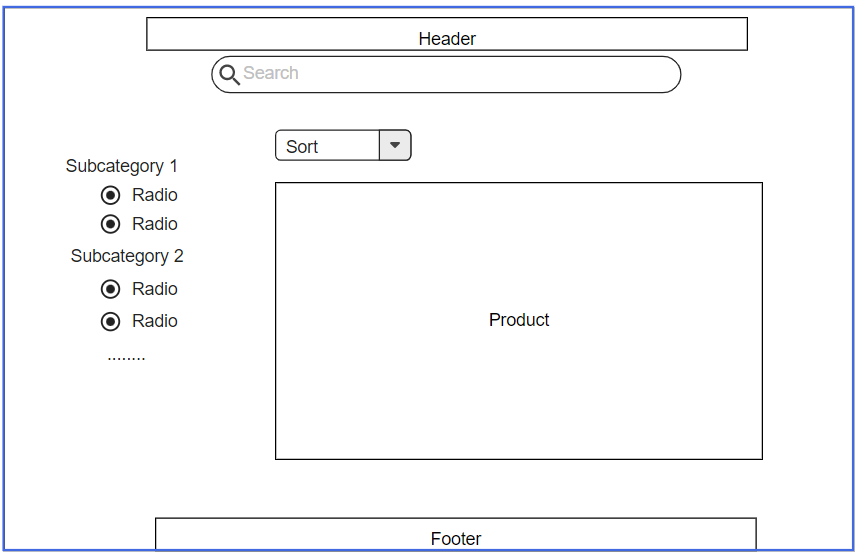 Header
Search
Sort
Subcategory 1
Radio
Radio
Subcategory 2
Radio
Radio
........
Product
Footer